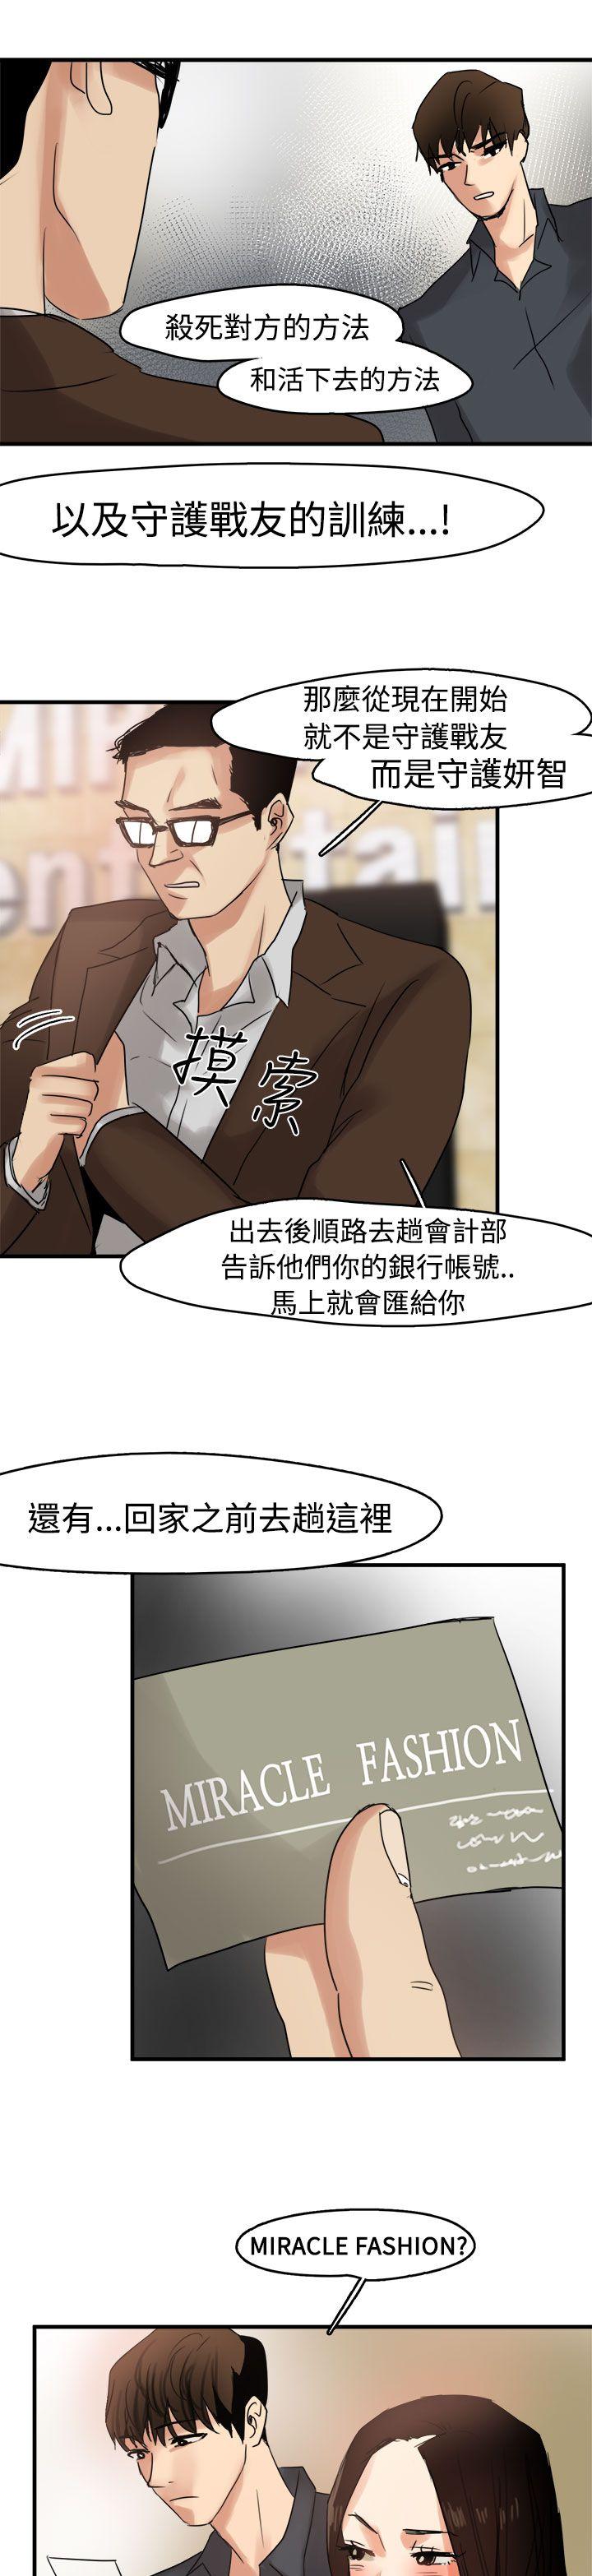 殺死對方的方法
和活下去的方法
以及守護戰友的訓練...!
那麼從現在開始
就不是守護戰友
而是守護妍智
摸索
出去後順路去趟會計部
告訴他們你的銀行帳號..
馬上就會匯給你
還有...回家之前去趟這裡
MIRACLE FASHION
MIRACLE FASHION?